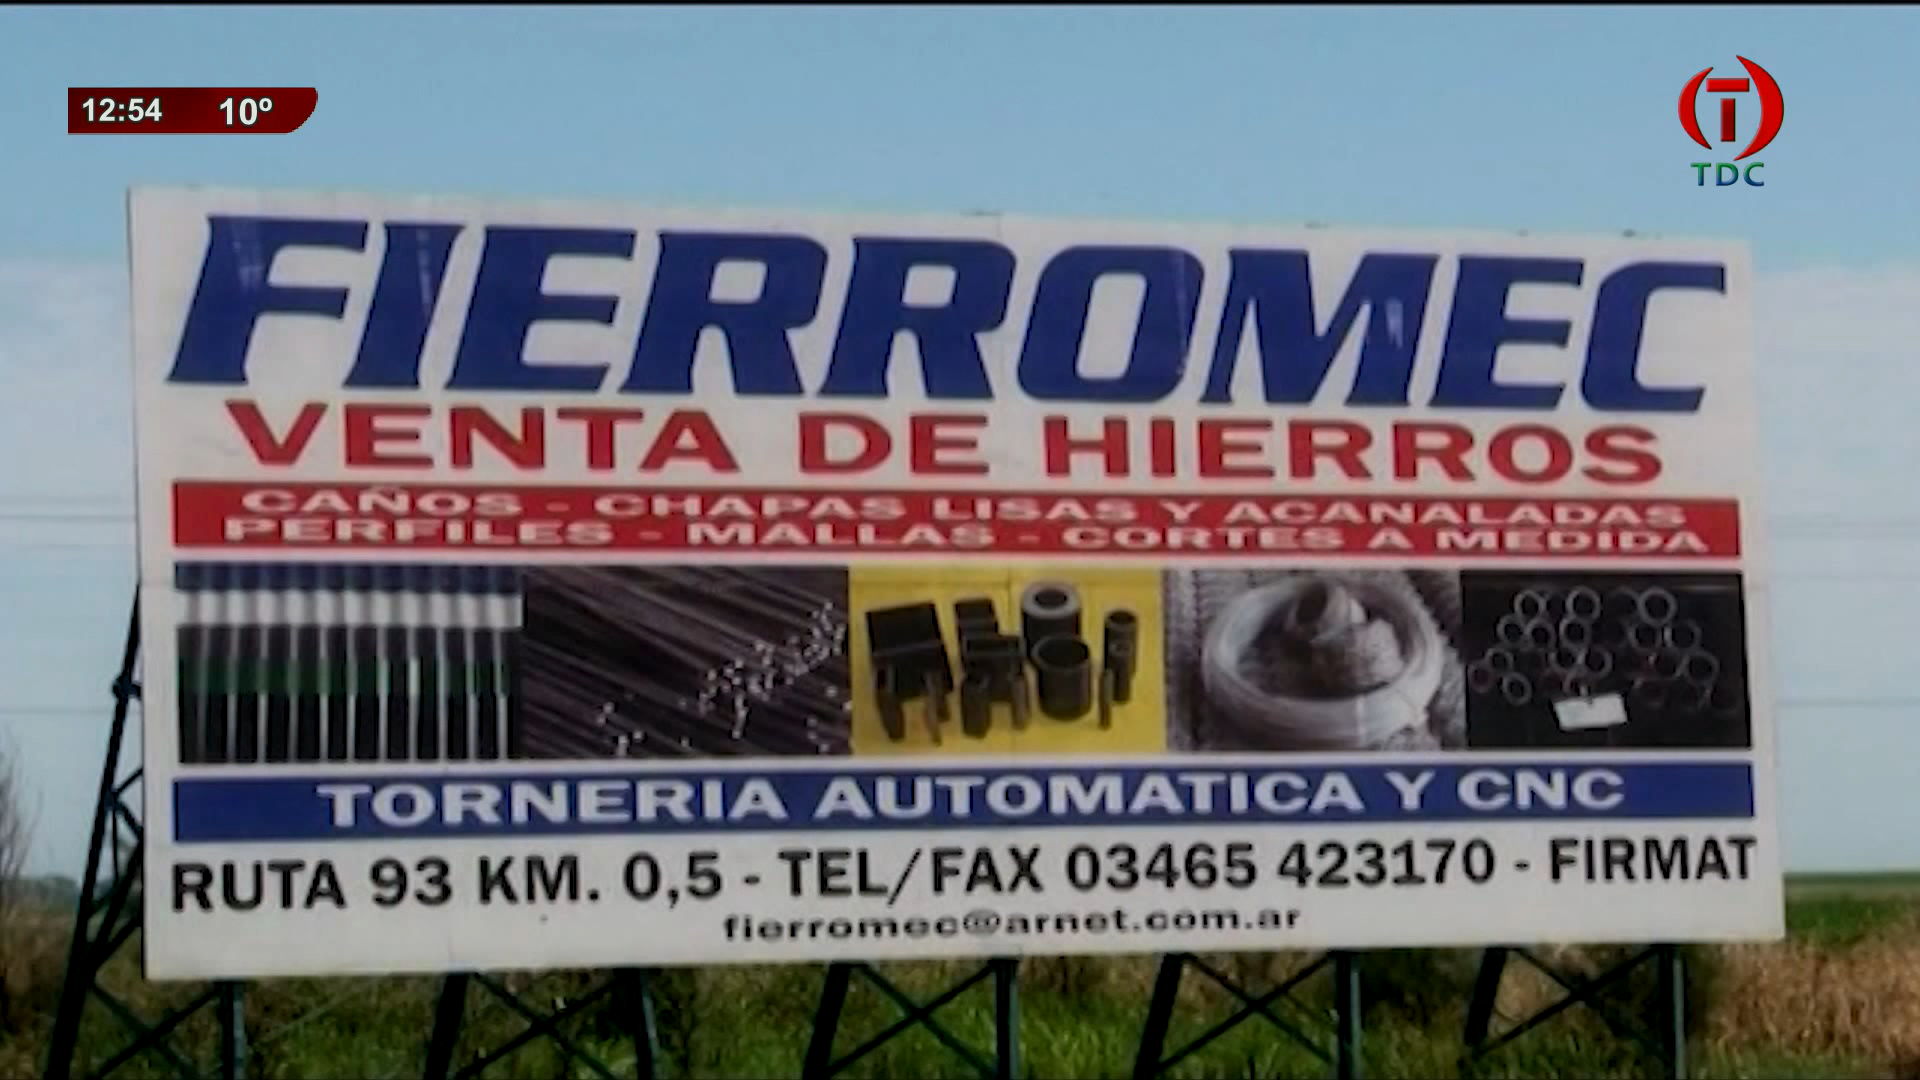 12:54 10º
T
TDC
FIERROMEC
VENTA DE HIERROS
CAÑOS - CHAPAS LISAS Y ACANALADAS
PERFILES - MALLAS - CORTES A MEDIDA
TORNERIA AUTOMATICA Y CNC
RUTA 93 KM. 0,5 - TEL/FAX 03465 423170 - FIRMAT
fierromec@arnet.com.ar